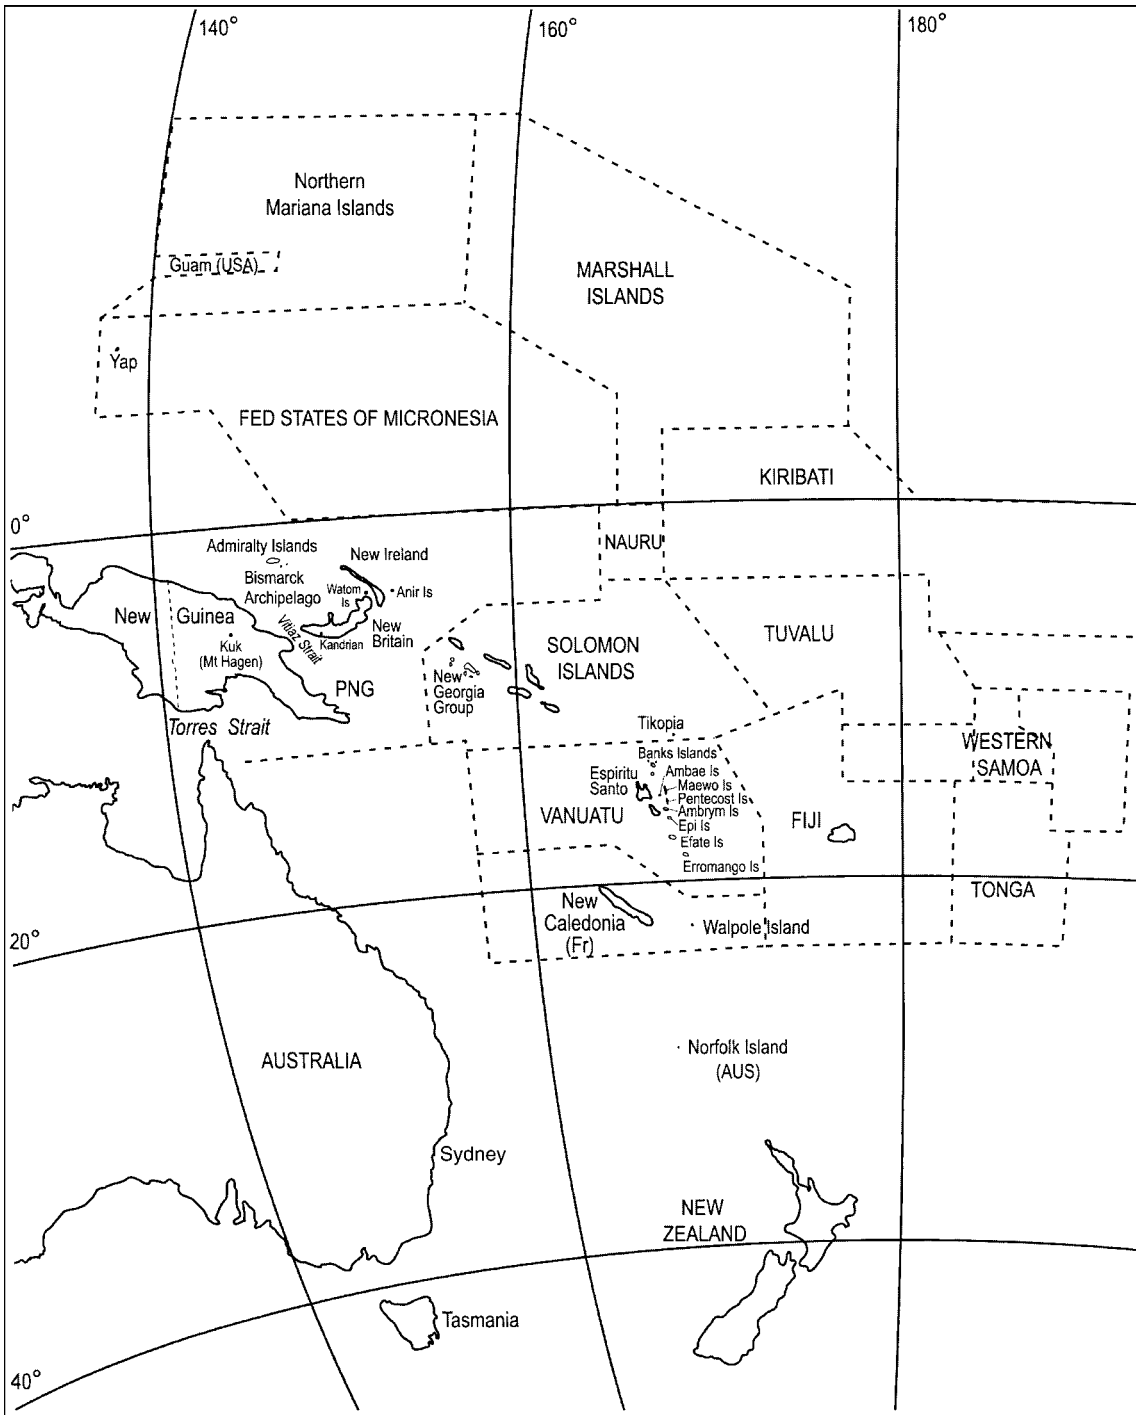 140°
160°
180°
Northern
Mariana Islands
Guam (USA)
MARSHALL
ISLANDS
Yap
FED STATES OF MICRONESIA
KIRIBATI
0°
NAURU
Admiralty Islands
New Ireland
Bismarck
Archipelago
Watom
Is
Anir Is
New
Guinea
Vitiaz Strait
New
Britain
Kandrian
Kuk
(Mt Hagen)
PNG
SOLOMON
ISLANDS
TUVALU
New
Georgia
Group
Torres Strait
Tikopia
WESTERN
SAMOA
Banks Islands
Espiritu
Santo
Ambae Is
Maewo Is
Pentecost Is
Ambrym Is
Epi Is
Efate Is
Erromango Is
VANUATU
FIJI
TONGA
New
Caledonia
(Fr)
Walpole Island
20°
Norfolk Island
(AUS)
AUSTRALIA
Sydney
NEW
ZEALAND
Tasmania
40°